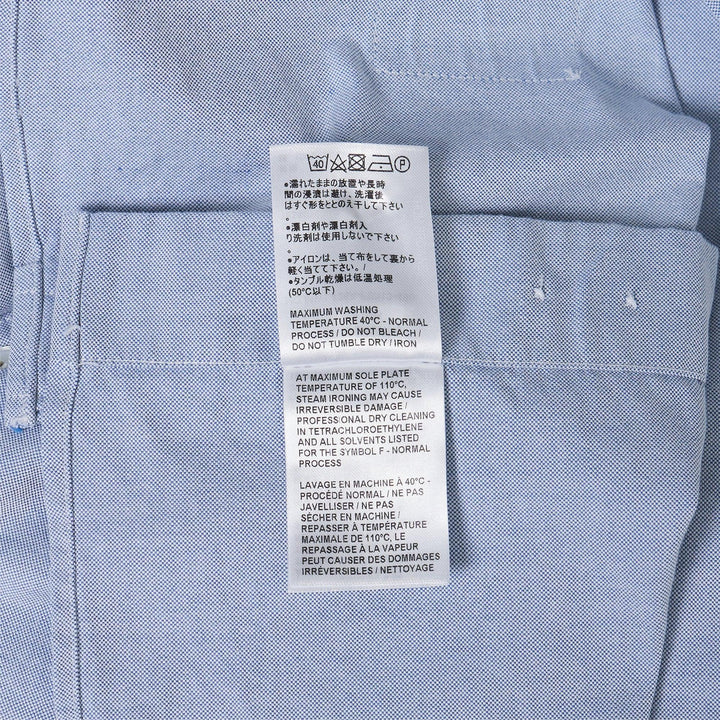 40 P
•濡れたままの放置や長時
間の浸漬は避け、洗濯後
はすぐ形をととのえ干して下さい
。
•漂白剤や漂白剤入
り洗剤は使用しないで下さい
。
•アイロンは、当て布をして裏から
軽く当てて下さい。
•タンブル乾燥は低温処理
(50℃以下)
MAXIMUM WASHING
TEMPERATURE 40°C - NORMAL
PROCESS / DO NOT BLEACH /
DO NOT TUMBLE DRY / IRON
AT MAXIMUM SOLE PLATE
TEMPERATURE OF 110°C,
STEAM IRONING MAY CAUSE
IRREVERSIBLE DAMAGE /
PROFESSIONAL DRY CLEANING
IN TETRACHLOROETHYLENE
AND ALL SOLVENTS LISTED
FOR THE SYMBOL F - NORMAL
PROCESS
LAVAGE EN MACHINE À 40°C -
PROCÉDÉ NORMAL / NE PAS
JAVELLISER / NE PAS
SÉCHER EN MACHINE /
REPASSER À TEMPÉRATURE
MAXIMALE DE 110°C, LE
REPASSAGE À LA VAPEUR
PEUT CAUSER DES DOMMAGES
IRRÉVERSIBLES / NETTOYAGE